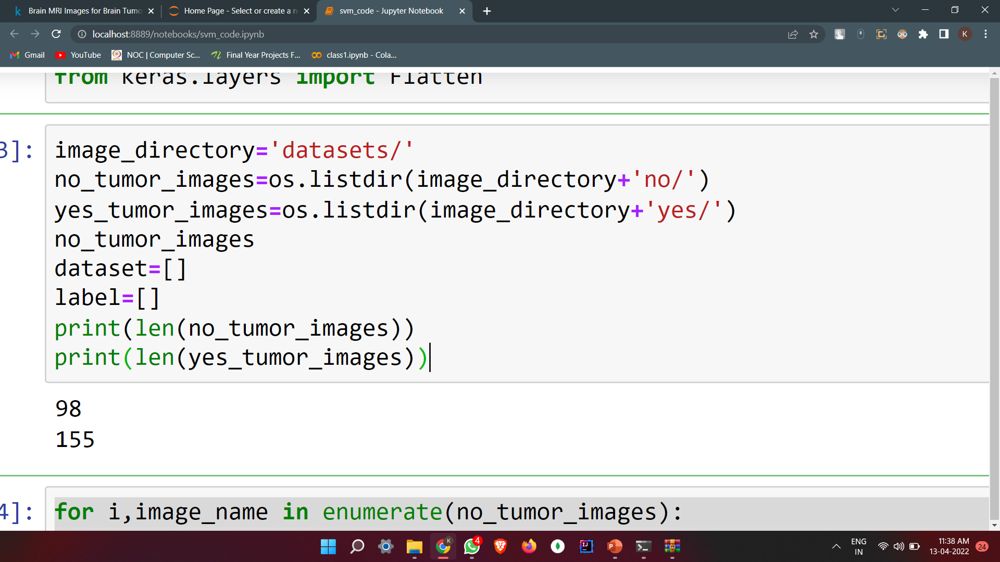 Brain MRI Images for Brain Tumo
Home Page - Select or create a n
svm_code - Jupyter Notebook
localhost:8889/notebooks/svm_code.ipynb
K
Gmail
YouTube
NOC | Computer Sc...
Final Year Projects F...
class1.ipynb - Cola...
from keras.layers import Flatten
3]:
image_directory='datasets/'
no_tumor_images=os.listdir(image_directory+'no/')
yes_tumor_images=os.listdir(image_directory+'yes/')
no_tumor_images
dataset=[]
label=[]
print(len(no_tumor_images))
print(len(yes_tumor_images))
98
155
4]:
for i,image_name in enumerate(no_tumor_images):
K
4
ENG
IN
11:38 AM
13-04-2022
24